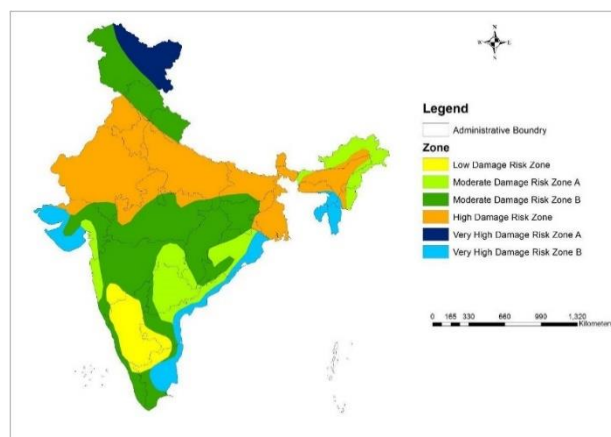 N
W E
S
Legend
Administrative Boundry
Zone
Low Damage Risk Zone
Moderate Damage Risk Zone A
Moderate Damage Risk Zone B
High Damage Risk Zone
Very High Damage Risk Zone A
Very High Damage Risk Zone B
0 165 330 660 990 1,320
Kilometers